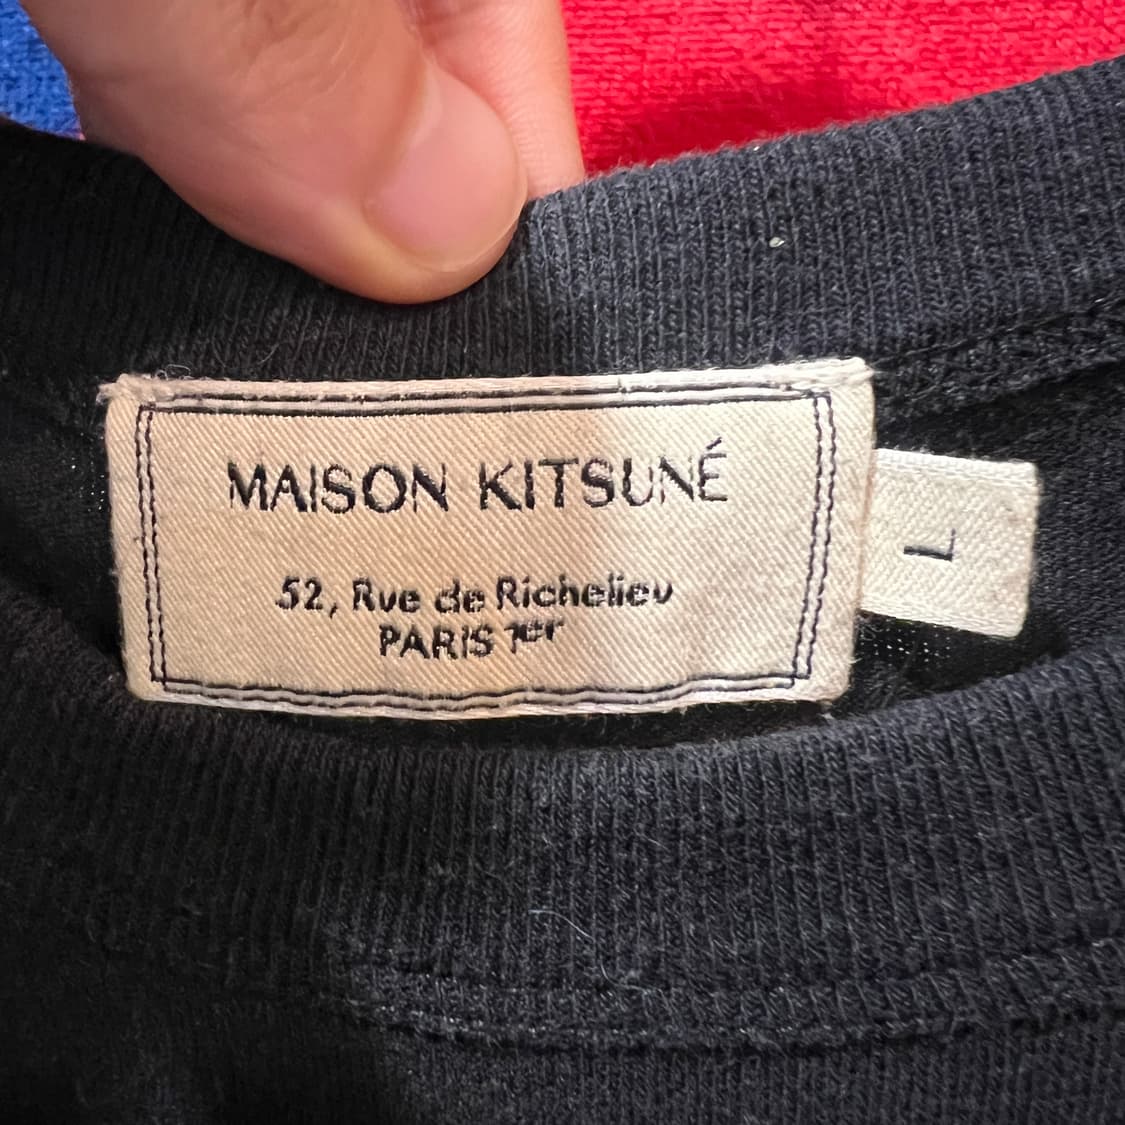 MAISON KITSUNÉ
52, Rue de Richelieu
PARIS 1er
L